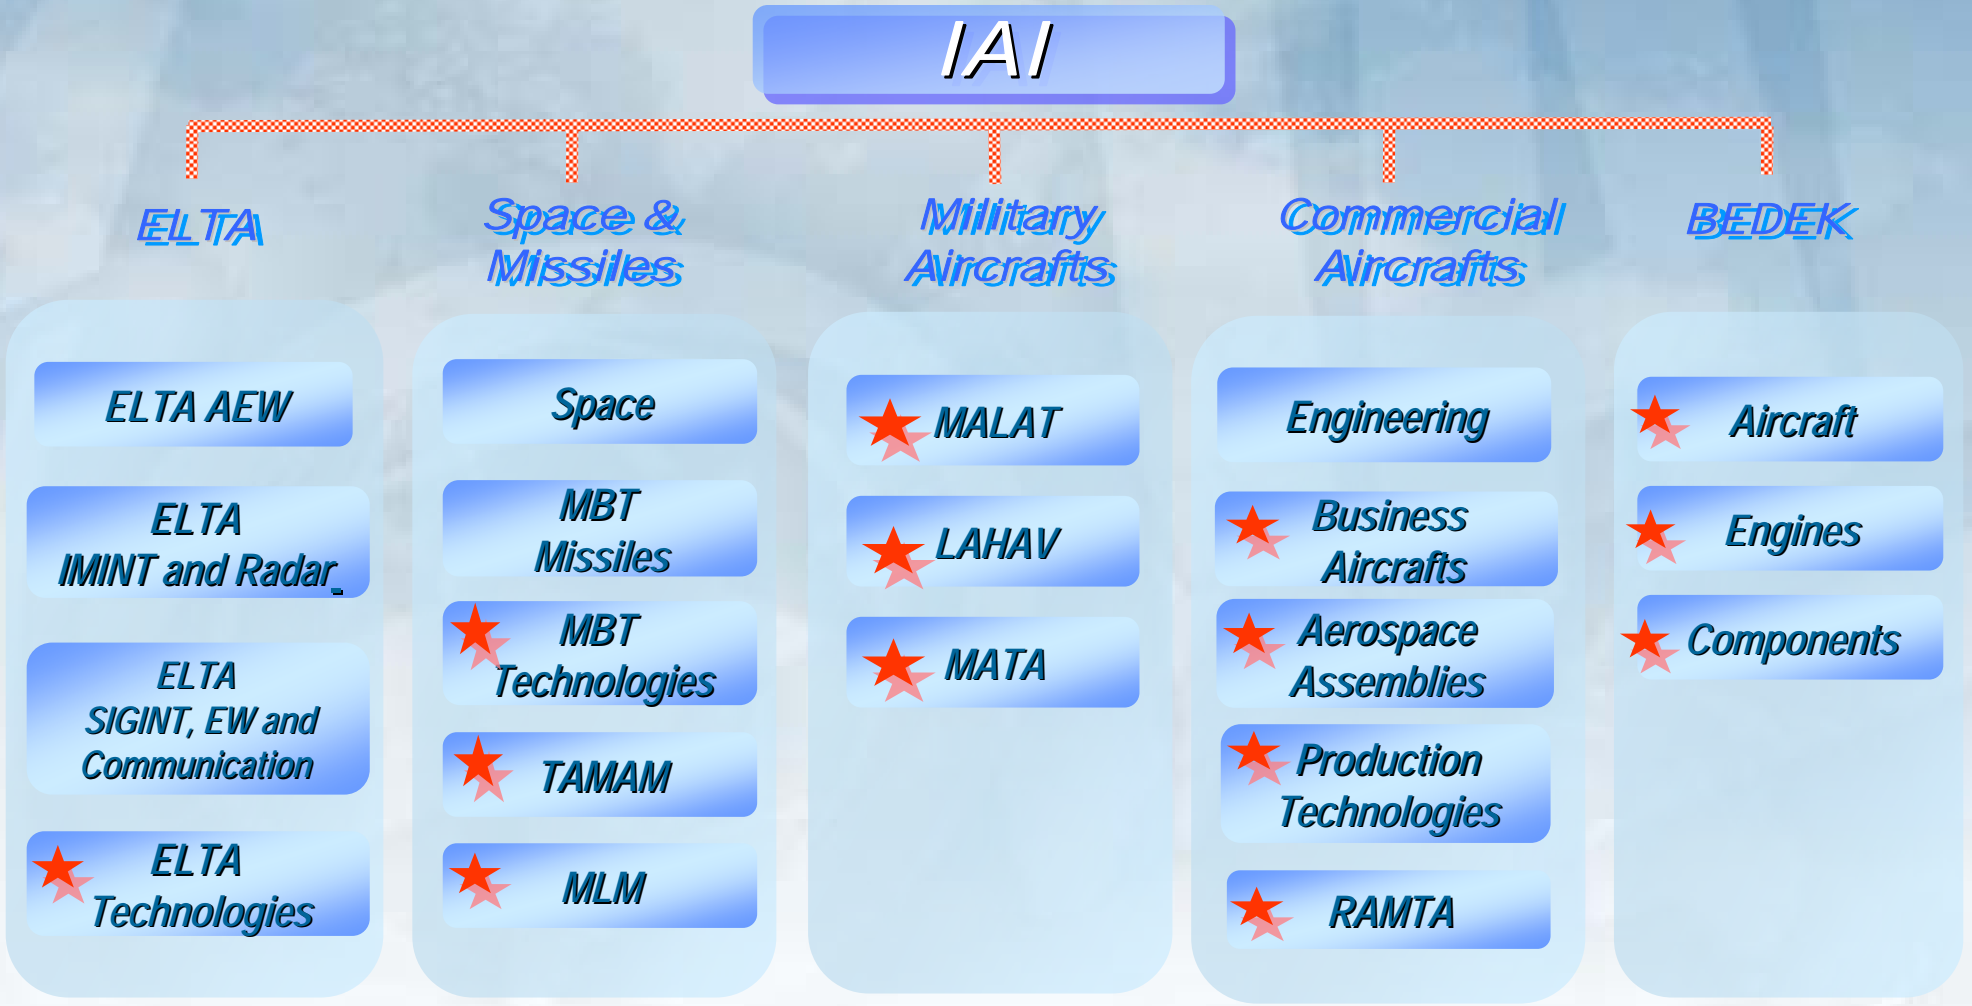 IAI
ELTA
Space &
Missiles
Military
Aircrafts
Commercial
Aircrafts
BEDEK
ELTA AEW
ELTA
IMINT and Radar
ELTA
SIGINT, EW and
Communication
ELTA
Technologies
Space
MBT
Missiles
MBT
Technologies
TAMAM
MLM
MALAT
LAHAV
MATA
Engineering
Business
Aircrafts
Aerospace
Assemblies
Production
Technologies
RAMTA
Aircraft
Engines
Components